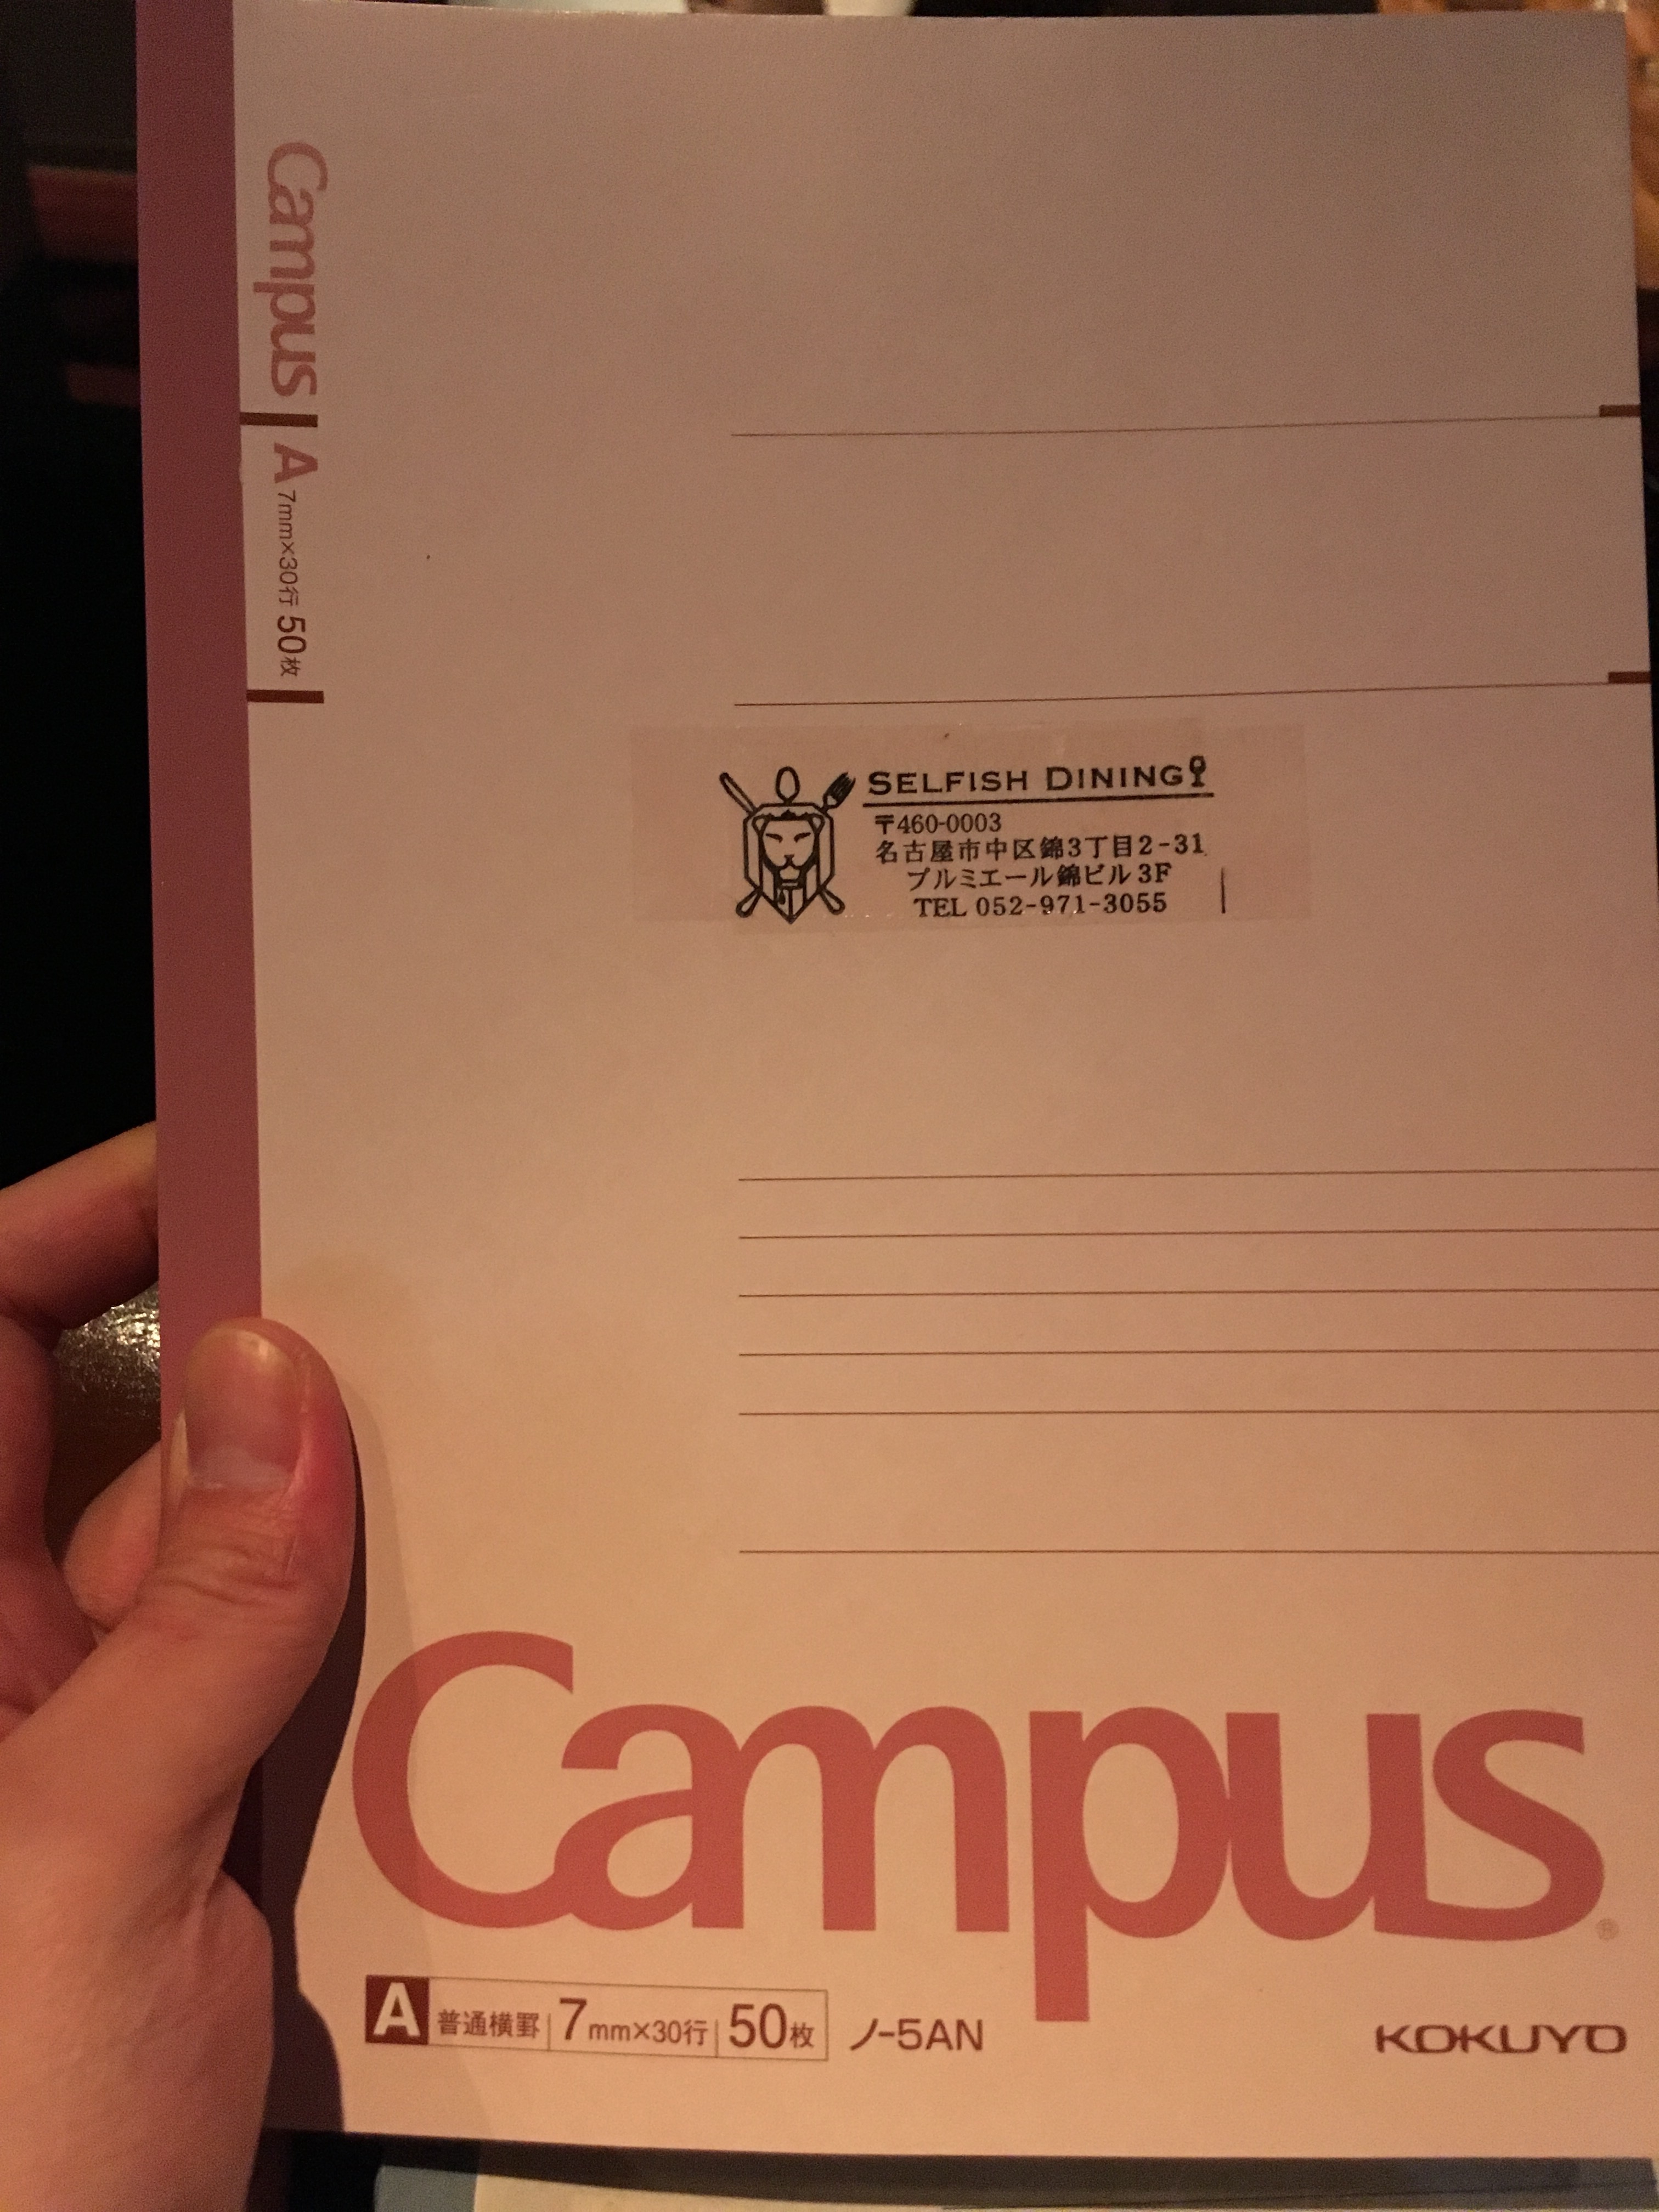 Campus A 7mm×30行 50枚
SELFISH DINING
〒460-0003
名古屋市中区錦3丁目2-31
プルミエール錦ビル3F
TEL 052-971-3055
Campus®
A 普通横罫 7mm×30行 50枚 ノ-5AN
KOKUYO